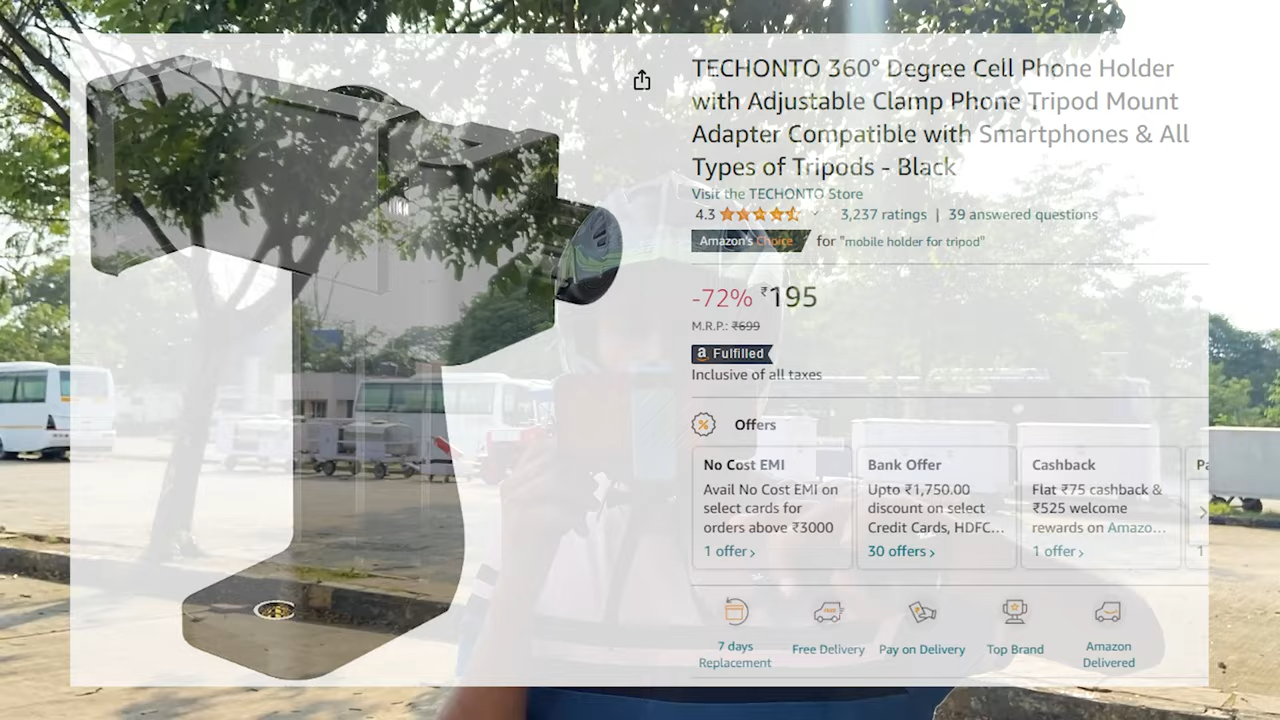 TECHONTO 360° Degree Cell Phone Holder
with Adjustable Clamp Phone Tripod Mount
Adapter Compatible with Smartphones & All
Types of Tripods - Black
Visit the TECHONTO Store
4.3 3,237 ratings | 39 answered questions
Amazon's Choice for "mobile holder for tripod"
-72% ₹195
M.R.P.: ₹699
a Fulfilled
Inclusive of all taxes
Offers
No Cost EMI
Avail No Cost EMI on
select cards for
orders above ₹3000
1 offer ›
Bank Offer
Upto ₹1,750.00
discount on select
Credit Cards, HDFC...
30 offers ›
Cashback
Flat ₹75 cashback &
₹525 welcome
rewards on Amazo...
1 offer ›
Pa
1
7 days
Replacement
Free Delivery
Pay on Delivery
Top Brand
Amazon
Delivered